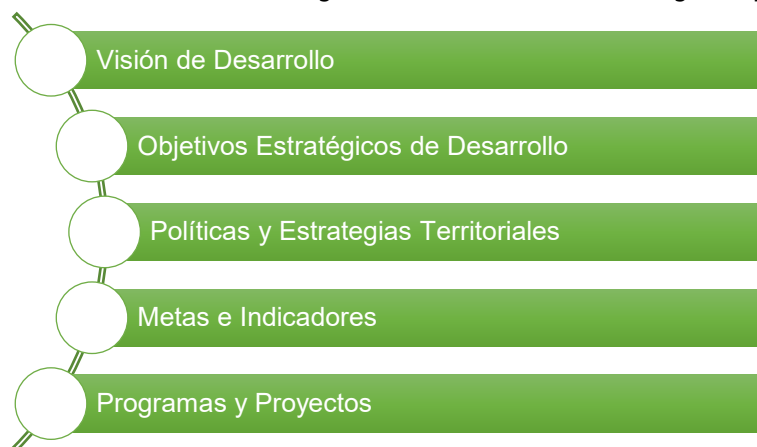 Visión de Desarrollo
Objetivos Estratégicos de Desarrollo
Políticas y Estrategias Territoriales
Metas e Indicadores
Programas y Proyectos